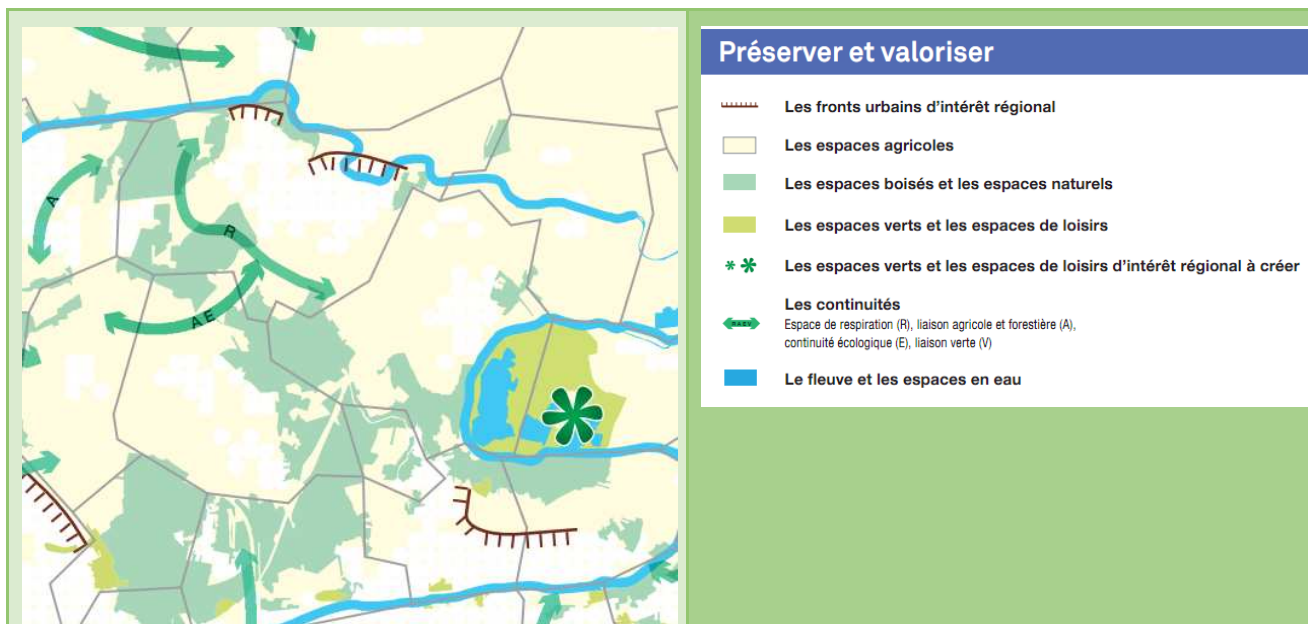 A
R
A E
Préserver et valoriser
Les fronts urbains d'intérêt régional
Les espaces agricoles
Les espaces boisés et les espaces naturels
Les espaces verts et les espaces de loisirs
Les espaces verts et les espaces de loisirs d'intérêt régional à créer
Les continuités
Espace de respiration (R), liaison agricole et forestière (A),
continuité écologique (E), liaison verte (V)
Le fleuve et les espaces en eau